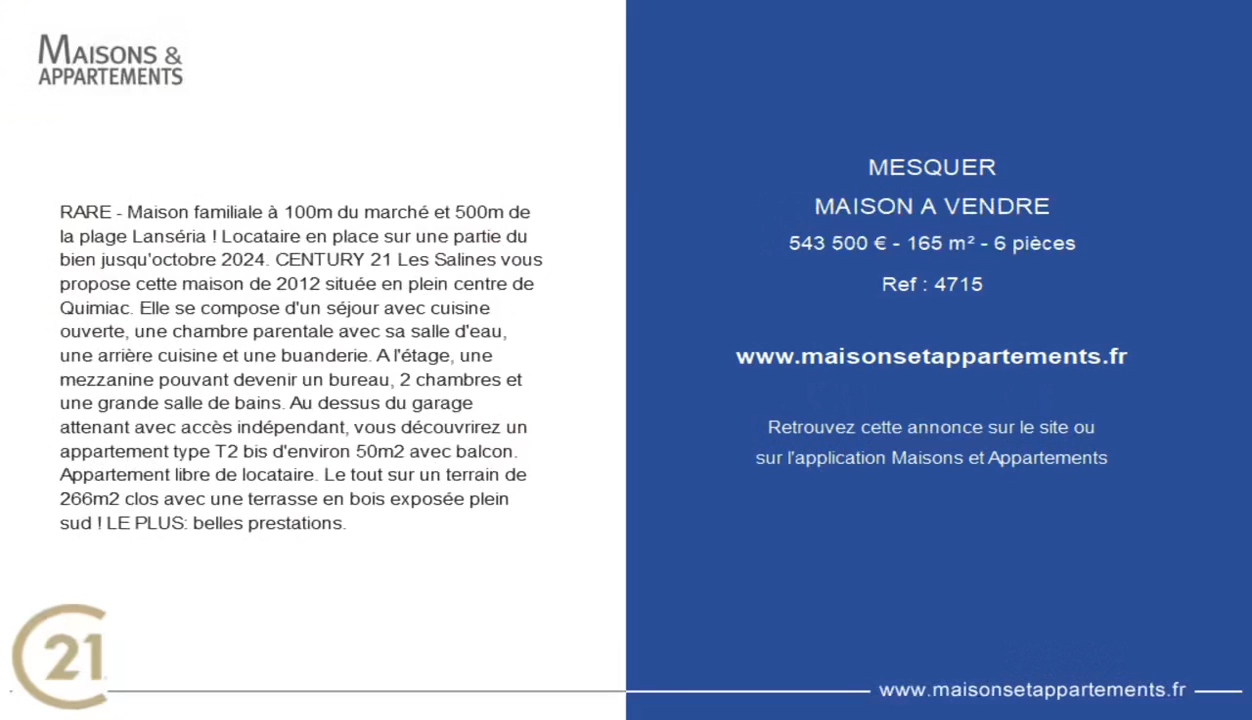 MAISONS &
APPARTEMENTS
RARE - Maison familiale à 100m du marché et 500m de
la plage Lanséria ! Locataire en place sur une partie du
bien jusqu'octobre 2024. CENTURY 21 Les Salines vous
propose cette maison de 2012 située en plein centre de
Quimiac. Elle se compose d'un séjour avec cuisine
ouverte, une chambre parentale avec sa salle d'eau,
une arrière cuisine et une buanderie. A l'étage, une
mezzanine pouvant devenir un bureau, 2 chambres et
une grande salle de bains. Au dessus du garage
attenant avec accès indépendant, vous découvrirez un
appartement type T2 bis d'environ 50m2 avec balcon.
Appartement libre de locataire. Le tout sur un terrain de
266m2 clos avec une terrasse en bois exposée plein
sud ! LE PLUS: belles prestations.
C21
MESQUER
MAISON A VENDRE
543 500 € - 165 m² - 6 pièces
Ref : 4715
www.maisonsetappartements.fr
Retrouvez cette annonce sur le site ou
sur l'application Maisons et Appartements
www.maisonsetappartements.fr